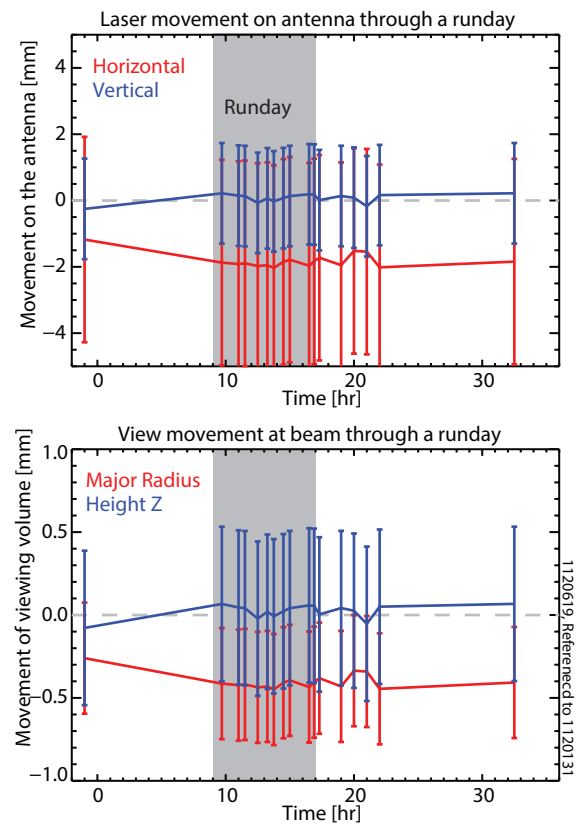 Laser movement on antenna through a runday
Movement on the antenna [mm]
4
2
0
−2
−4
Horizontal
Vertical
Runday
0
10
20
30
Time [hr]
View movement at beam through a runday
Movement of viewing volume [mm]
1.0
0.5
0.0
−0.5
−1.0
Major Radius
Height Z
0
10
20
30
Time [hr]
1120619, Referenecd to 1120131